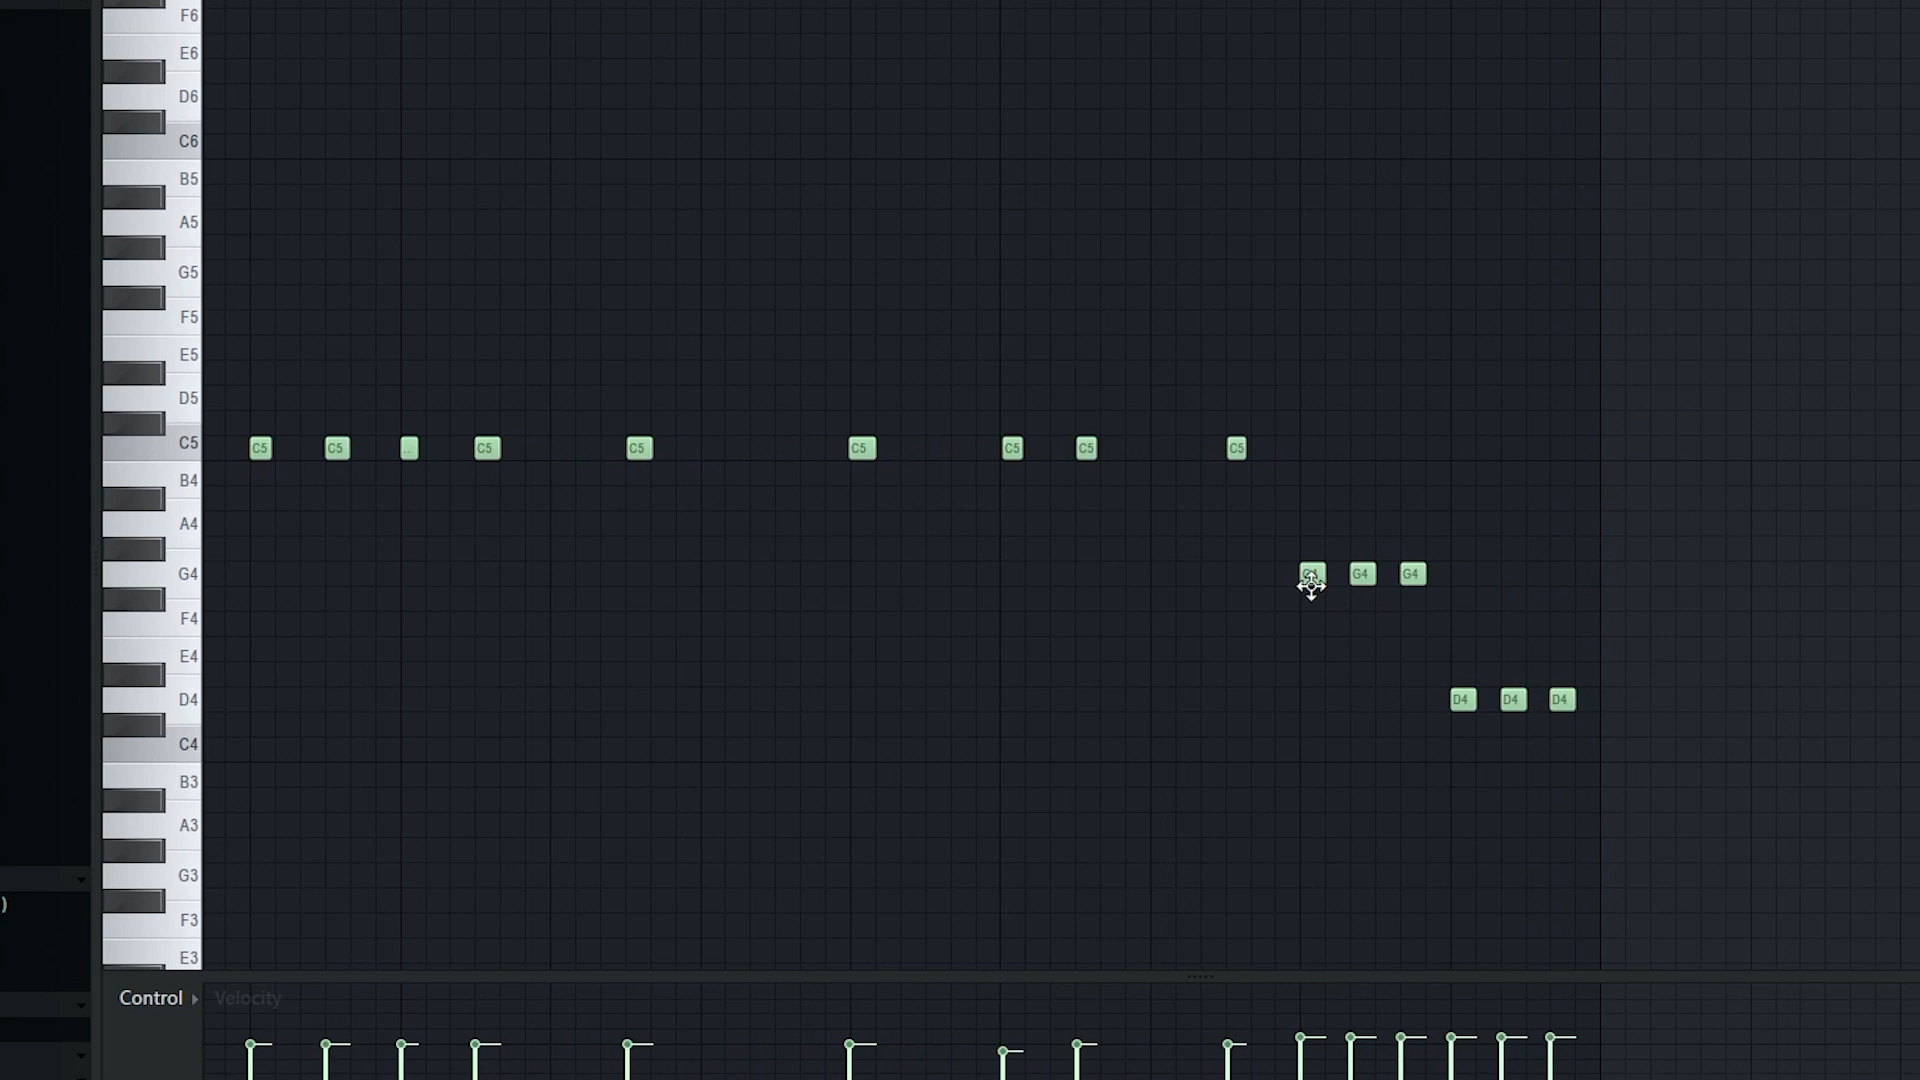 F6
E6
D6
C6
B5
A5
G5
F5
E5
D5
C5
C5 C5 .. C5 C5 C5 C5 C5 C5
B4
A4
G4
G4 G4
F4
E4
D4
D4 D4 D4
C4
B3
A3
G3
)
F3
E3
Control Velocity